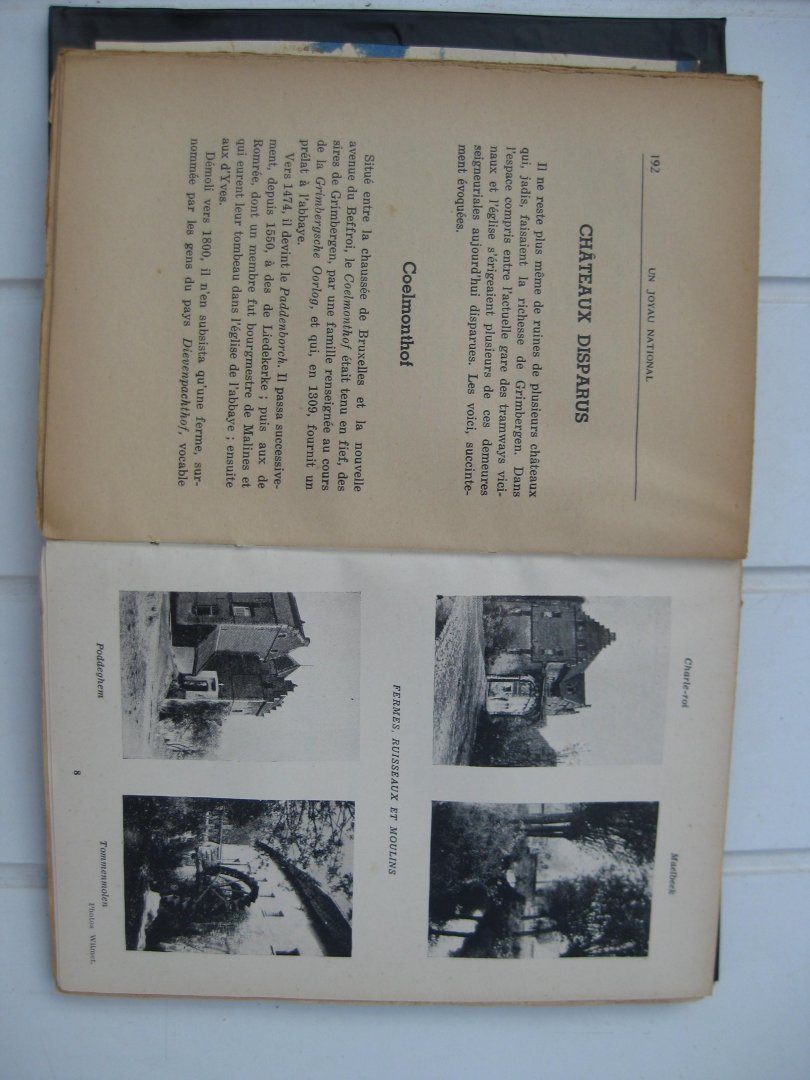 192
UN JOYAU NATIONAL
CHÂTEAUX DISPARUS
Il ne reste plus même de ruines de plusieurs châteaux
qui, jadis, faisaient la richesse de Grimbergen. Dans
l'espace compris entre l'actuelle gare des tramways vici-
naux et l'église s'érigeaient plusieurs de ces demeures
seigneuriales aujourd'hui disparues. Les voici, succinte-
ment évoquées.
Coelmonthof
Situé entre la chaussée de Bruxelles et la nouvelle
avenue du Beffroi, le Coelmonthof était tenu en fief, des
sires de Grimbergen, par une famille renseignée au cours
de la Grimbergsche Oorlog, et qui, en 1309, fournit un
prélat à l'abbaye.
Vers 1474, il devint le Paddenborch. Il passa successive-
ment, depuis 1550, à des de Liedekerke ; puis aux de
Romrée, dont un membre fut bourgmestre de Malines et
qui eurent leur tombeau dans l'église de l'abbaye ; ensuite
aux d'Yves.
Démoli vers 1800, il n'en subsista qu'une ferme, sur-
nommée par les gens du pays Dievenpachthof, vocable
Charle-roi
Maelbeek
FERMES, RUISSEAUX ET MOULINS
Poddeghem
Tommenmolen
Photos Wilmet.
8